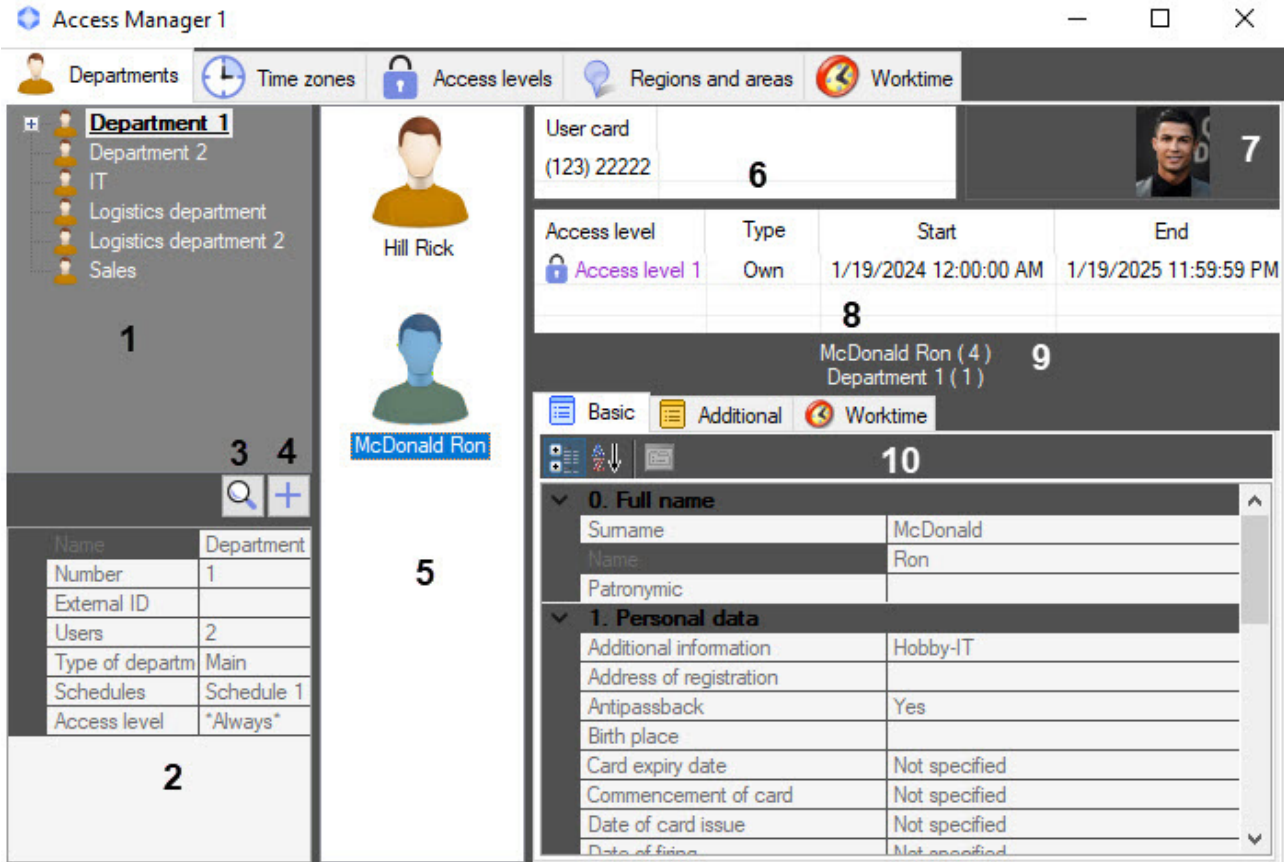 Access Manager 1
Departments Time zones Access levels Regions and areas Worktime
Department 1
Department 2
IT
Logistics department
Logistics department 2
Sales
1
3 4
Name Department
Number 1
External ID
Users 2
Type of departm Main
Schedules Schedule 1
Access level *Always*
2
Hill Rick
McDonald Ron
5
User card
(123) 22222
6
7
Access level Type Start End
Access level 1 Own 1/19/2024 12:00:00 AM 1/19/2025 11:59:59 PM
8
McDonald Ron ( 4 )
Department 1 ( 1 )
9
Basic Additional Worktime
10
0. Full name
Surname McDonald
Name Ron
Patronymic
1. Personal data
Additional information Hobby-IT
Address of registration
Antipassback Yes
Birth place
Card expiry date Not specified
Commencement of card Not specified
Date of card issue Not specified
Date of firing Not specified